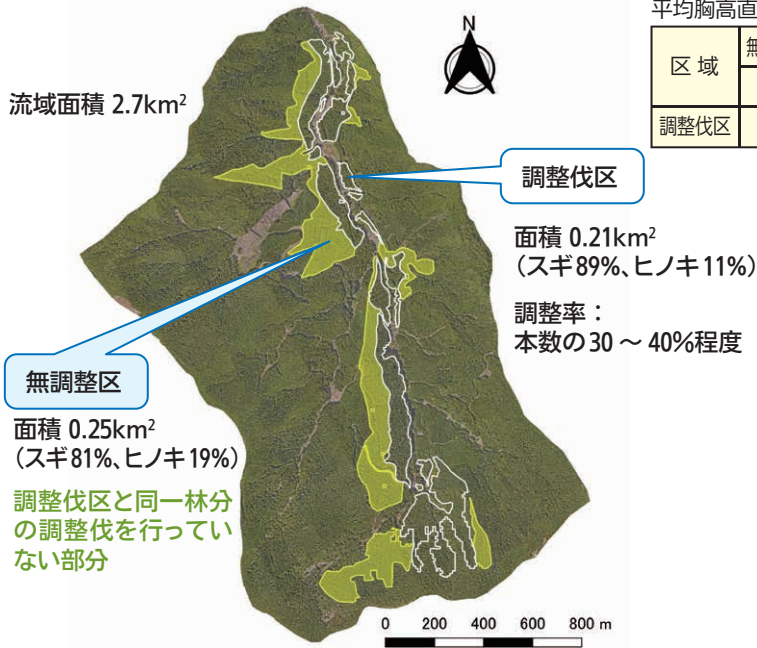 平均胸高直
区 域
無
調整伐区
N
流域面積 2.7km²
調整伐区
面積 0.21km²
（スギ89%、ヒノキ11%）
調整率：
本数の30 ～ 40%程度
無調整区
面積 0.25km²
（スギ81%、ヒノキ19%）
調整伐区と同一林分
の調整伐を行ってい
ない部分
0 200 400 600 800 m